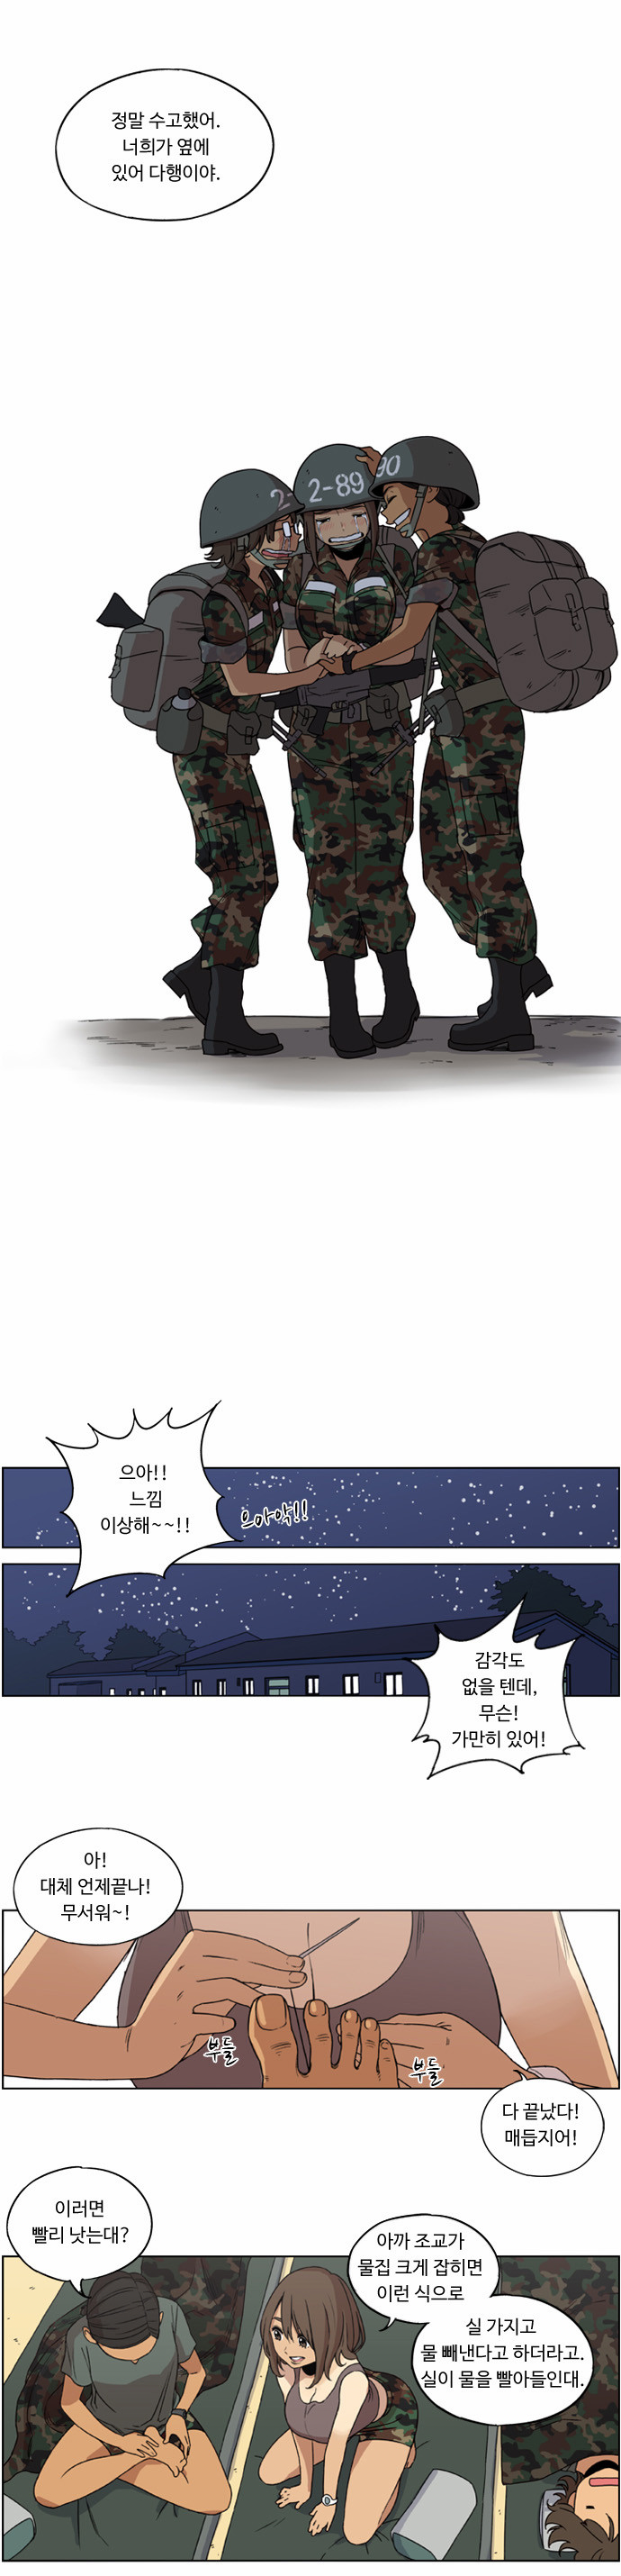 정말 수고했어.
너희가 옆에
있어 다행이야.
2-
2-89
90
으아!!
느낌
이상해~~!!
으아악!!
감각도
없을 텐데,
무슨!
가만히 있어!
아!
대체 언제끝나!
무서워~!
부들
부들
다 끝났다!
매듭지어!
이러면
빨리 낫는대?
아까 조교가
물집 크게 잡히면
이런 식으로
실 가지고
물 빼낸다고 하더라고.
실이 물을 빨아들인대.